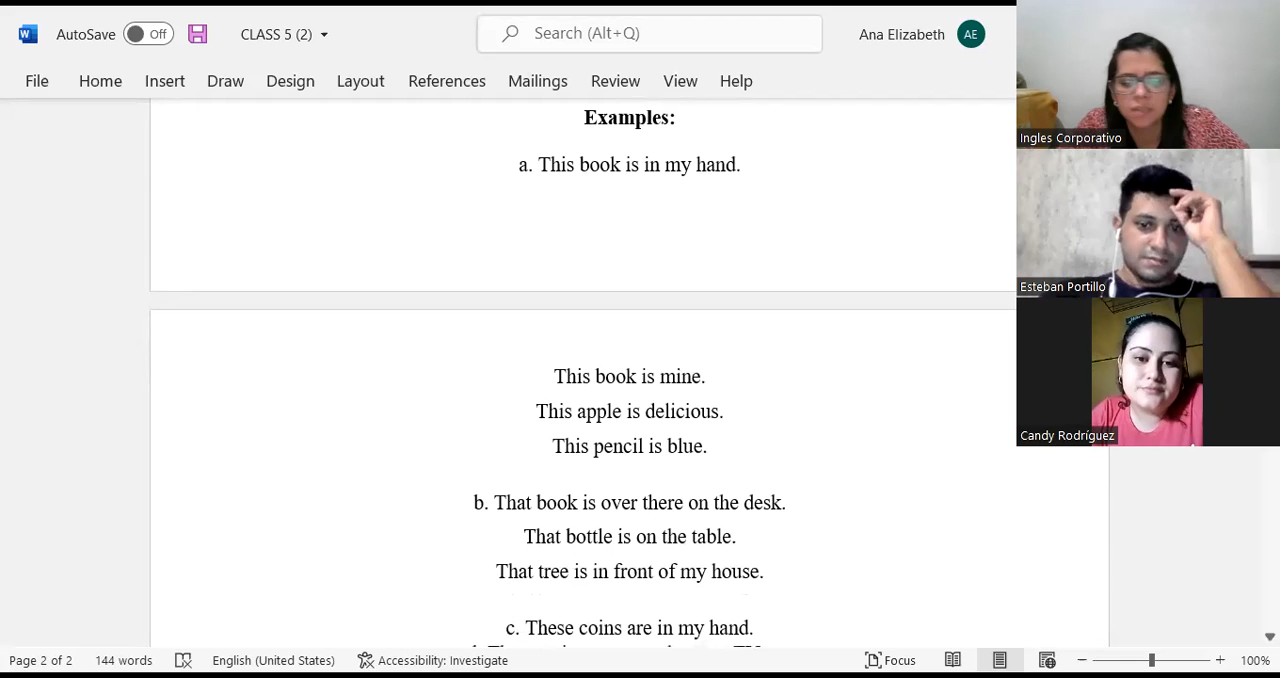 AutoSave Off CLASS 5 (2) Search (Alt+Q) Ana Elizabeth AE
File Home Insert Draw Design Layout References Mailings Review View Help
Examples:
a. This book is in my hand.
This book is mine.
This apple is delicious.
This pencil is blue.
b. That book is over there on the desk.
That bottle is on the table.
That tree is in front of my house.
c. These coins are in my hand.
Page 2 of 2 144 words English (United States) Accessibility: Investigate Focus 100%
Ingles Corporativo
Esteban Portillo
Candy Rodríguez